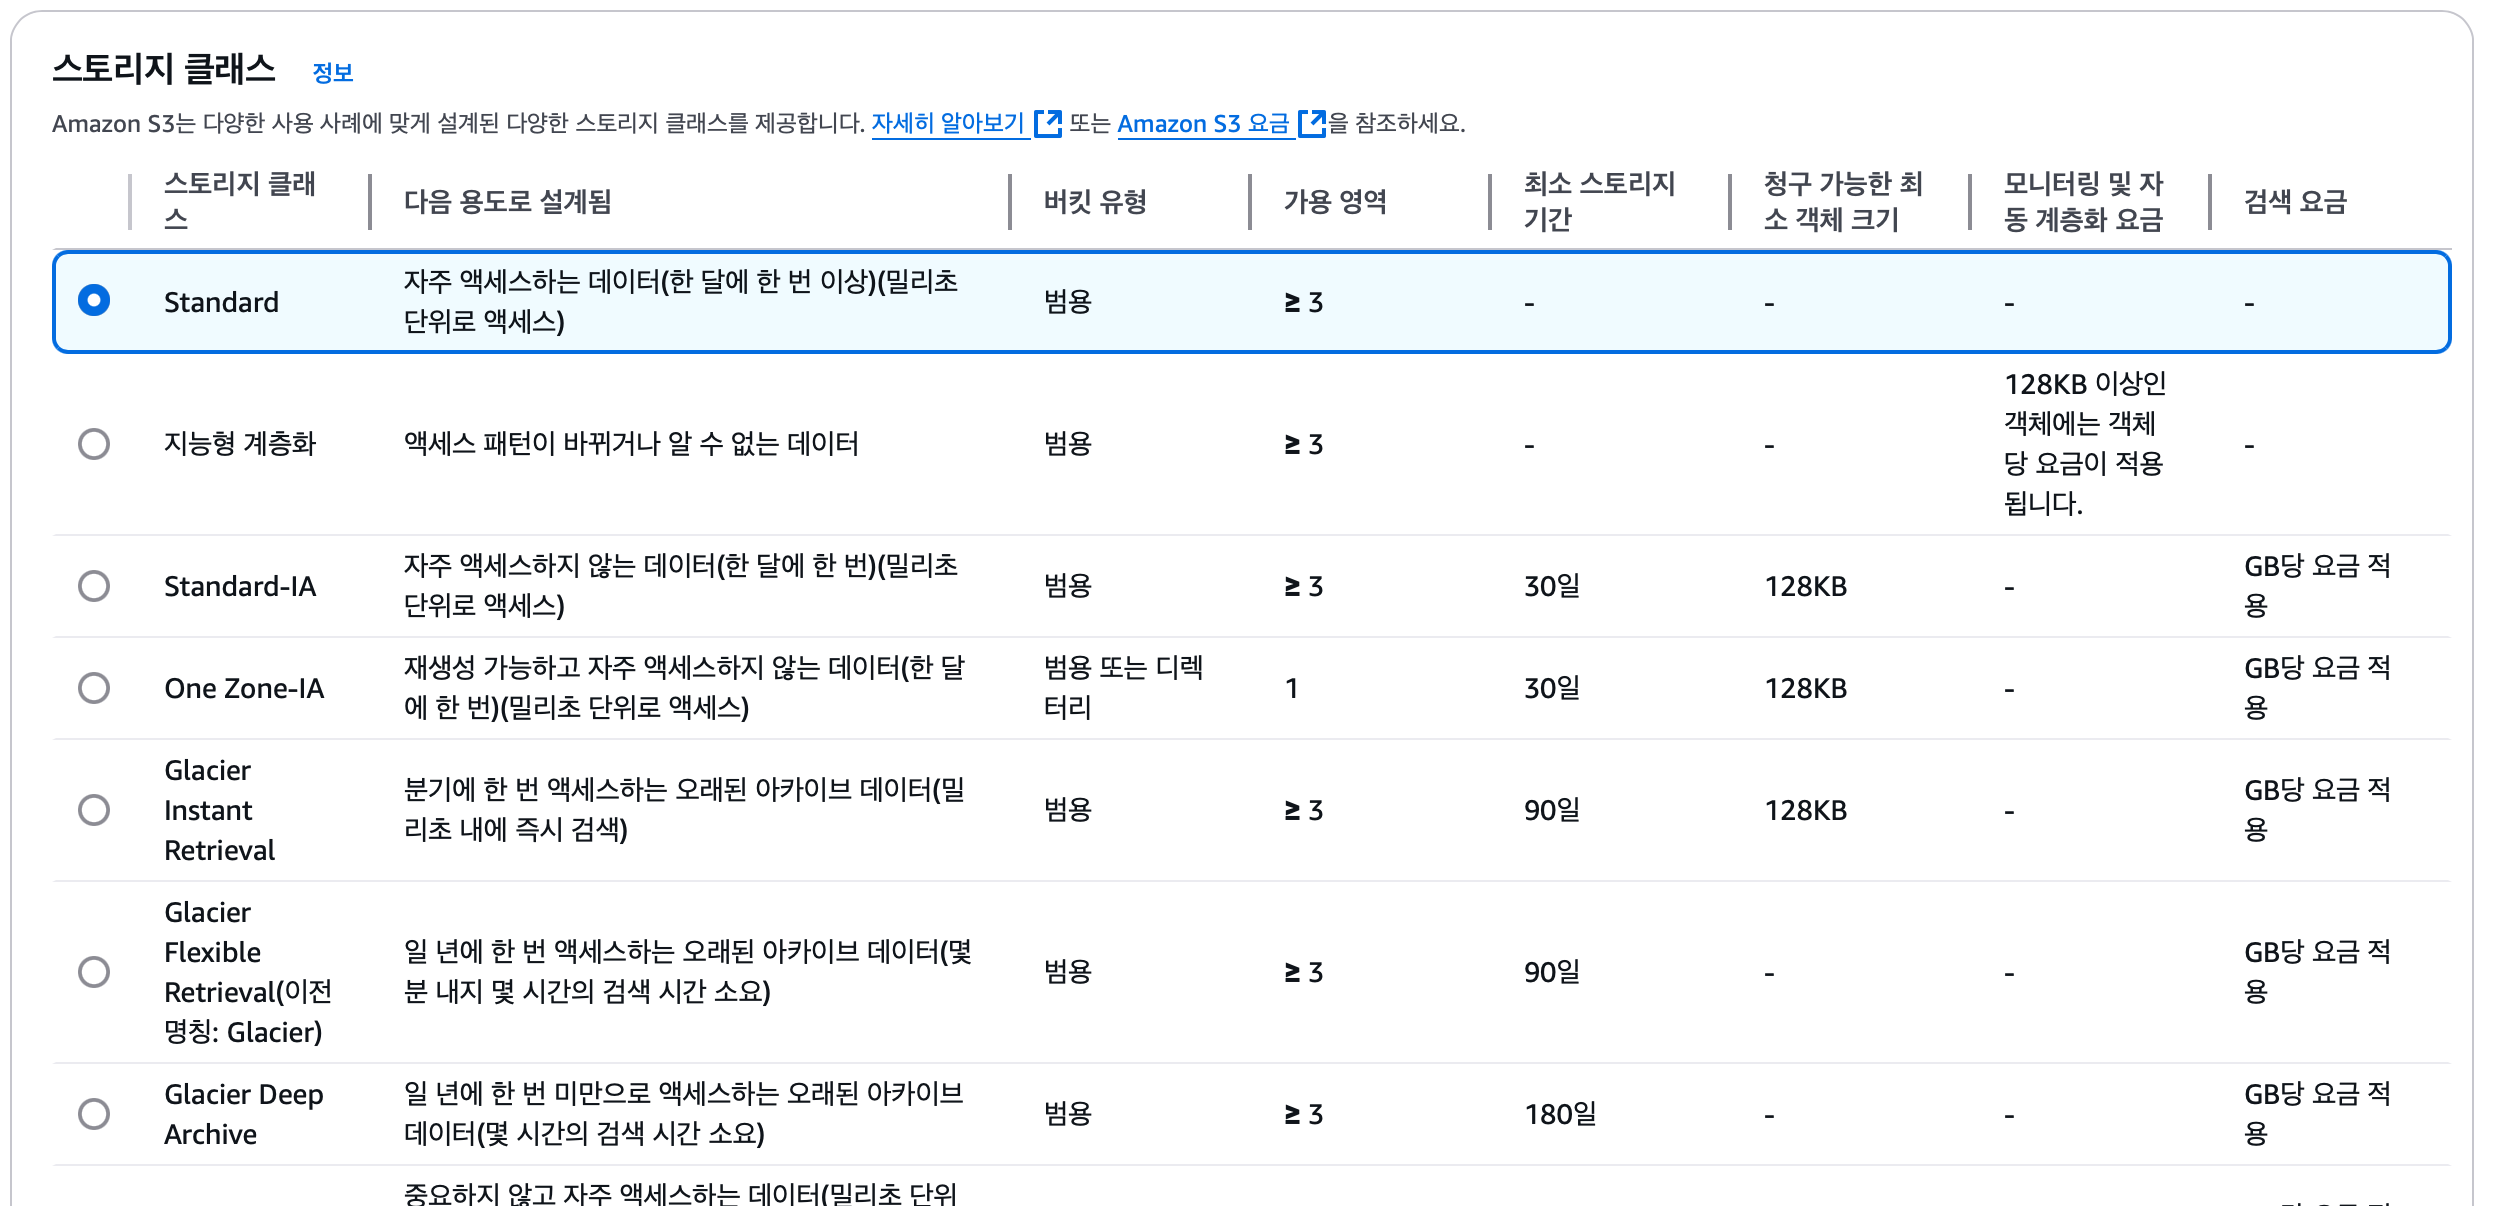 스토리지 클래스 정보
Amazon S3는 다양한 사용 사례에 맞게 설계된 다양한 스토리지 클래스를 제공합니다. 자세히 알아보기 또는 Amazon S3 요금 을 참조하세요.
스토리지 클래
스
다음 용도로 설계됨
버킷 유형
가용 영역
최소 스토리지
기간
청구 가능한 최
소 객체 크기
모니터링 및 자
동 계층화 요금
검색 요금
Standard
자주 액세스하는 데이터(한 달에 한 번 이상)(밀리초
단위로 액세스)
범용
≥ 3
-
-
-
-
지능형 계층화
액세스 패턴이 바뀌거나 알 수 없는 데이터
범용
≥ 3
-
-
128KB 이상인
객체에는 객체
당 요금이 적용
됩니다.
-
Standard-IA
자주 액세스하지 않는 데이터(한 달에 한 번)(밀리초
단위로 액세스)
범용
≥ 3
30일
128KB
-
GB당 요금 적
용
One Zone-IA
재생성 가능하고 자주 액세스하지 않는 데이터(한 달
에 한 번)(밀리초 단위로 액세스)
범용 또는 디렉
터리
1
30일
128KB
-
GB당 요금 적
용
Glacier
Instant
Retrieval
분기에 한 번 액세스하는 오래된 아카이브 데이터(밀
리초 내에 즉시 검색)
범용
≥ 3
90일
128KB
-
GB당 요금 적
용
Glacier
Flexible
Retrieval(이전
명칭: Glacier)
일 년에 한 번 액세스하는 오래된 아카이브 데이터(몇
분 내지 몇 시간의 검색 시간 소요)
범용
≥ 3
90일
-
-
GB당 요금 적
용
Glacier Deep
Archive
일 년에 한 번 미만으로 액세스하는 오래된 아카이브
데이터(몇 시간의 검색 시간 소요)
범용
≥ 3
180일
-
-
GB당 요금 적
용
중요하지 않고 자주 액세스하는 데이터(밀리초 단위